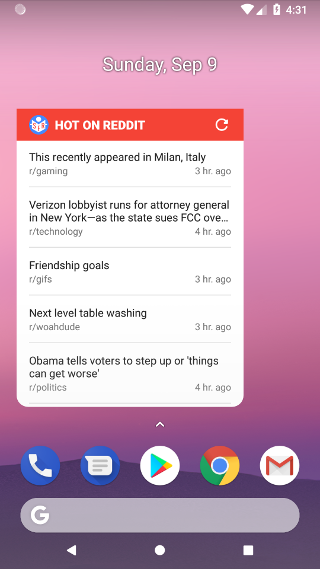 4:31
Sunday, Sep 9
HOT ON REDDIT
This recently appeared in Milan, Italy
r/gaming 3 hr. ago
Verizon lobbyist runs for attorney general
in New York—as the state sues FCC ove...
r/technology 4 hr. ago
Friendship goals
r/gifs 3 hr. ago
Next level table washing
r/woahdude 3 hr. ago
Obama tells voters to step up or 'things
can get worse'
r/politics 4 hr. ago
G